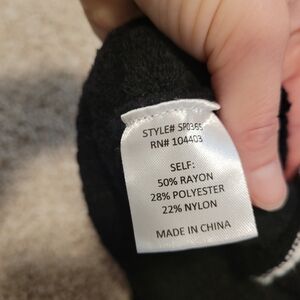 STYLE# SP0365
RN# 104403
SELF:
50% RAYON
28% POLYESTER
22% NYLON
MADE IN CHINA